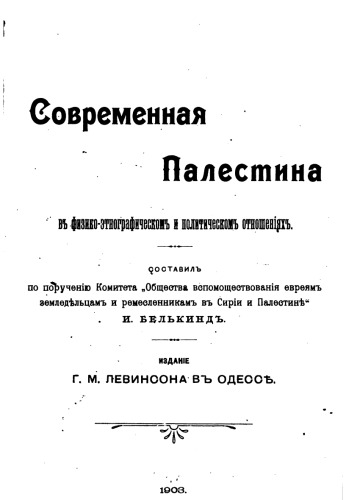 Современная
Палестина
въ физико-этнографическомъ и политическомъ отношеніяхъ.
СОСТАВИЛЪ
по порученію Комитета „Общества вспомоществованія евреямъ
земледѣльцамъ и ремесленникамъ въ Сиріи и Палестинѣ“
И. БЕЛЬКИНДЪ.
ИЗДАНІЕ
Г. М. ЛЕВИНСОНА ВЪ ОДЕССѢ.
1903.